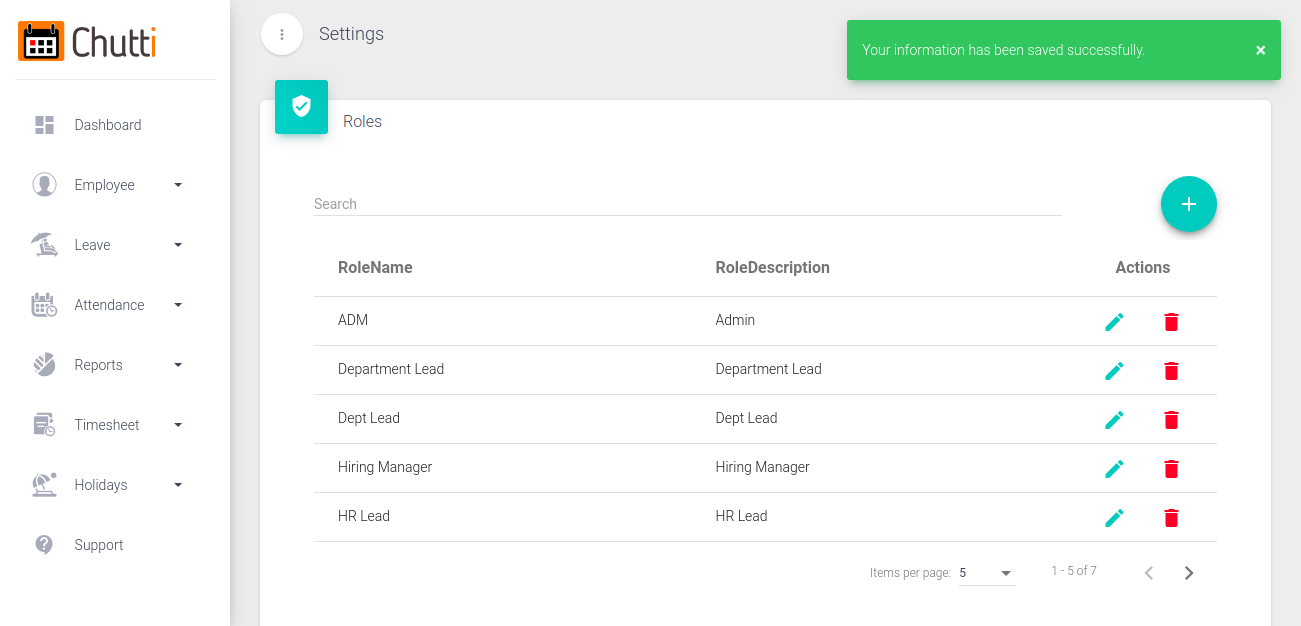 Chutti
Settings
Your information has been saved successfully. ×
Roles
Dashboard
Employee
Leave
Attendance
Reports
Timesheet
Holidays
Support
Search
RoleName RoleDescription Actions
ADM Admin
Department Lead Department Lead
Dept Lead Dept Lead
Hiring Manager Hiring Manager
HR Lead HR Lead
Items per page: 5 1 - 5 of 7